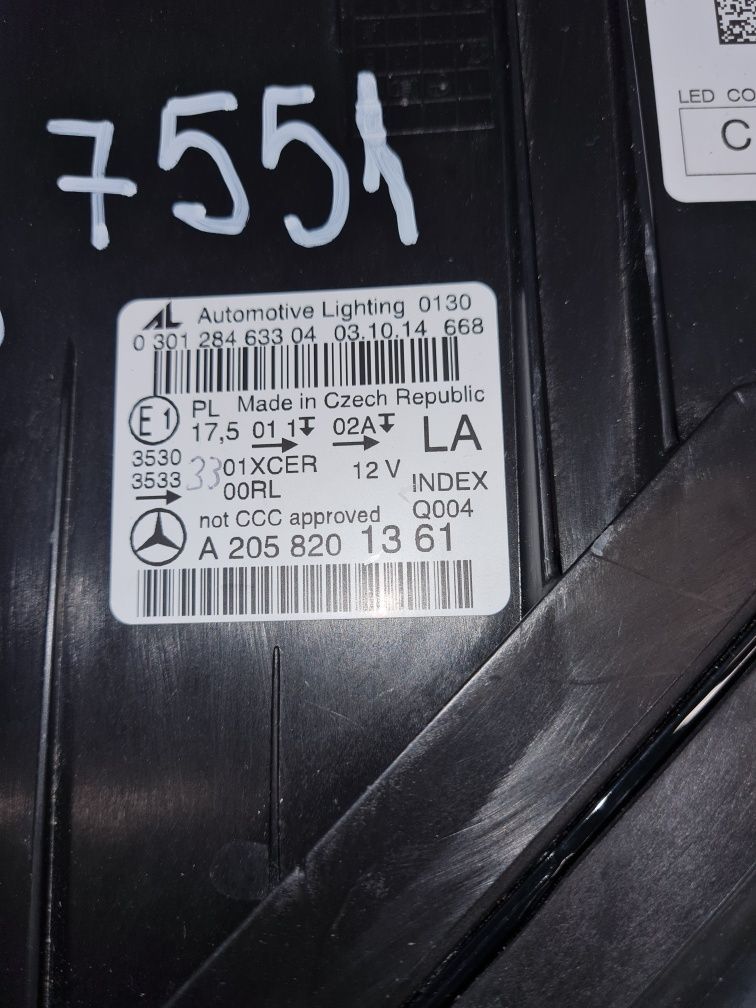 7551
LED CO
C
AL Automotive Lighting 0130
0 301 284 633 04 03.10.14 668
E1 PL Made in Czech Republic
17,5 01 1 02A LA
3530 33 01XCER 12 V
3533 00RL INDEX
not CCC approved Q004
A 205 820 13 61